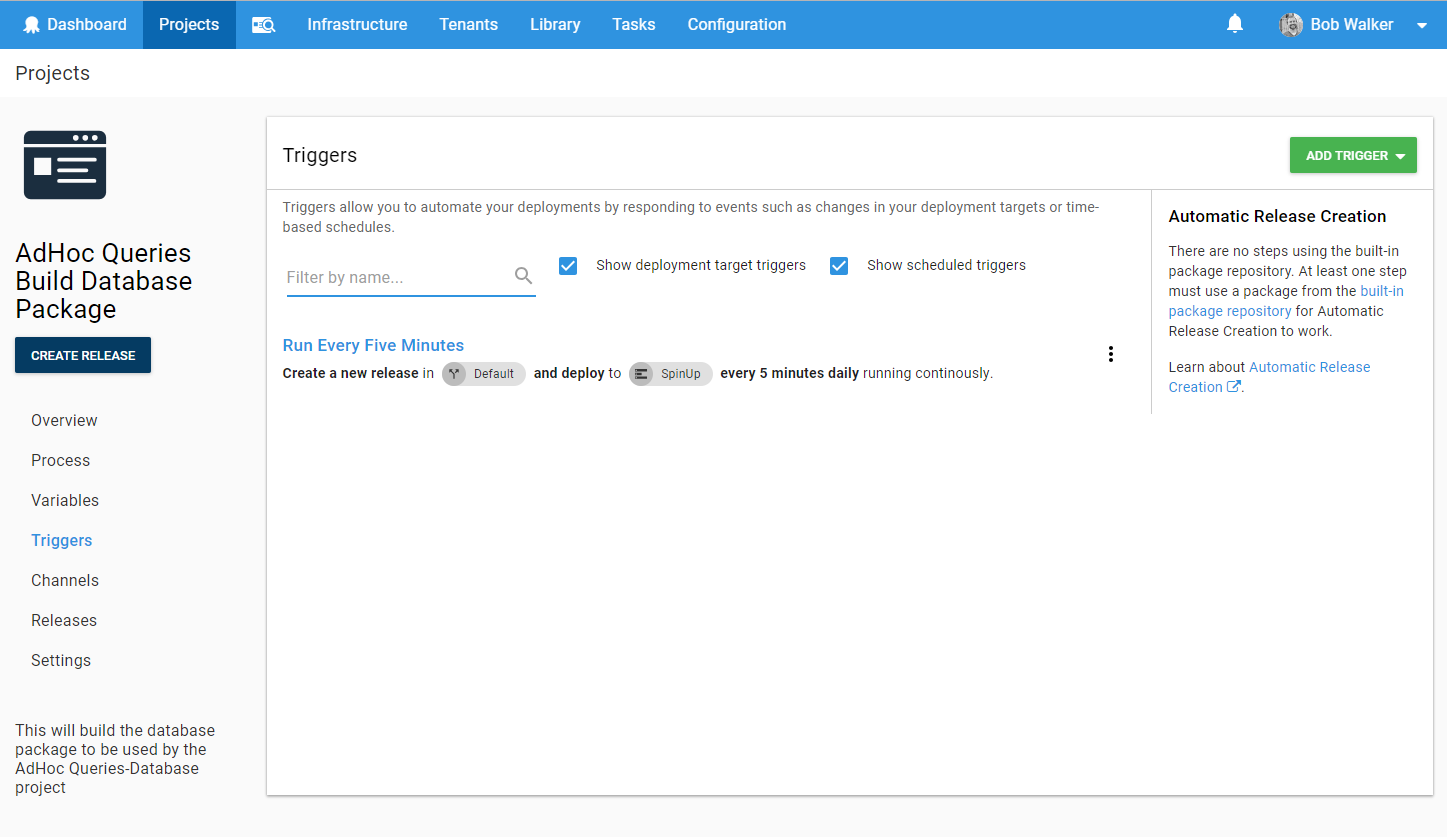 Dashboard Projects Infrastructure Tenants Library Tasks Configuration Bob Walker
Projects
AdHoc Queries
Build Database
Package
CREATE RELEASE
Overview
Process
Variables
Triggers
Channels
Releases
Settings
This will build the database
package to be used by the
AdHoc Queries-Database
project
Triggers
ADD TRIGGER
Triggers allow you to automate your deployments by responding to events such as changes in your deployment targets or time-
based schedules.
Filter by name...
Show deployment target triggers
Show scheduled triggers
Run Every Five Minutes
Create a new release in Default and deploy to SpinUp every 5 minutes daily running continously.
Automatic Release Creation
There are no steps using the built-in
package repository. At least one step
must use a package from the built-in
package repository for Automatic
Release Creation to work.
Learn about Automatic Release
Creation.